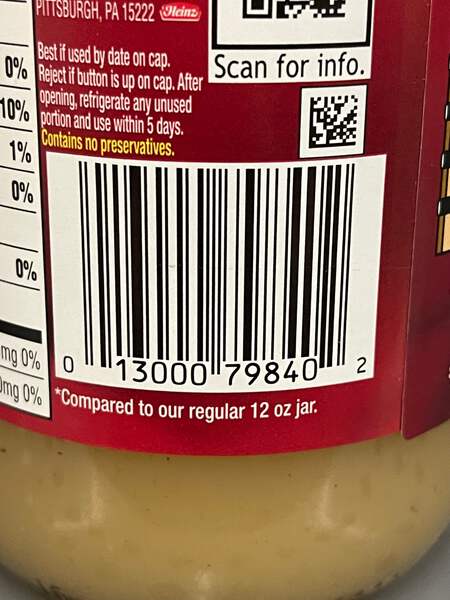 PITTSBURGH, PA 15222 Heinz
Best if used by date on cap.
Reject if button is up on cap. After
opening, refrigerate any unused
portion and use within 5 days.
Contains no preservatives.
Scan for info.
0%
10%
1%
0%
0%
mg 0%
0mg 0%
0 13000 79840 2
*Compared to our regular 12 oz jar.